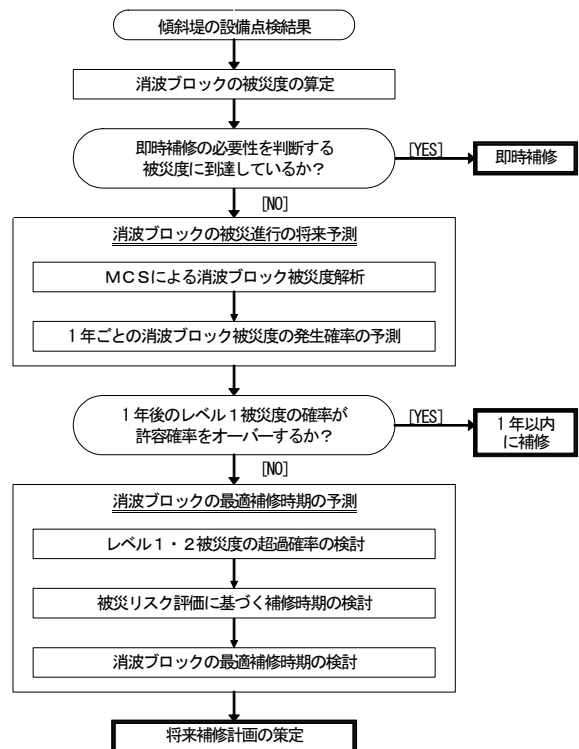 傾斜堤の設備点検結果
消波ブロックの被災度の算定
即時補修の必要性を判断する
被災度に到達しているか？
[YES]
即時補修
[NO]
消波ブロックの被災進行の将来予測
ＭＣＳによる消波ブロック被災度解析
１年ごとの消波ブロック被災度の発生確率の予測
１年後のレベル１被災度の確率が
許容確率をオーバーするか？
[YES]
１年以内
に補修
[NO]
消波ブロックの最適補修時期の予測
レベル１・２被災度の超過確率の検討
被災リスク評価に基づく補修時期の検討
消波ブロックの最適補修時期の検討
将来補修計画の策定